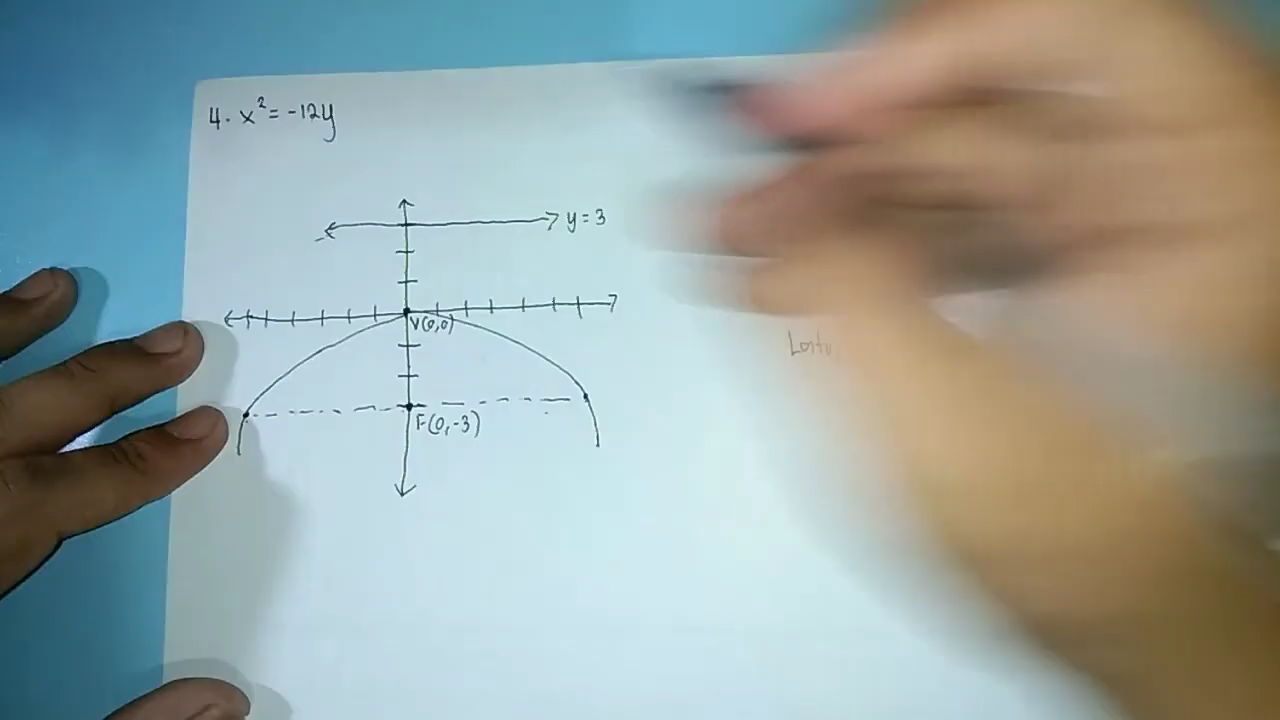 4. x² = -12y
y = 3
V(0,0)
F(0,-3)